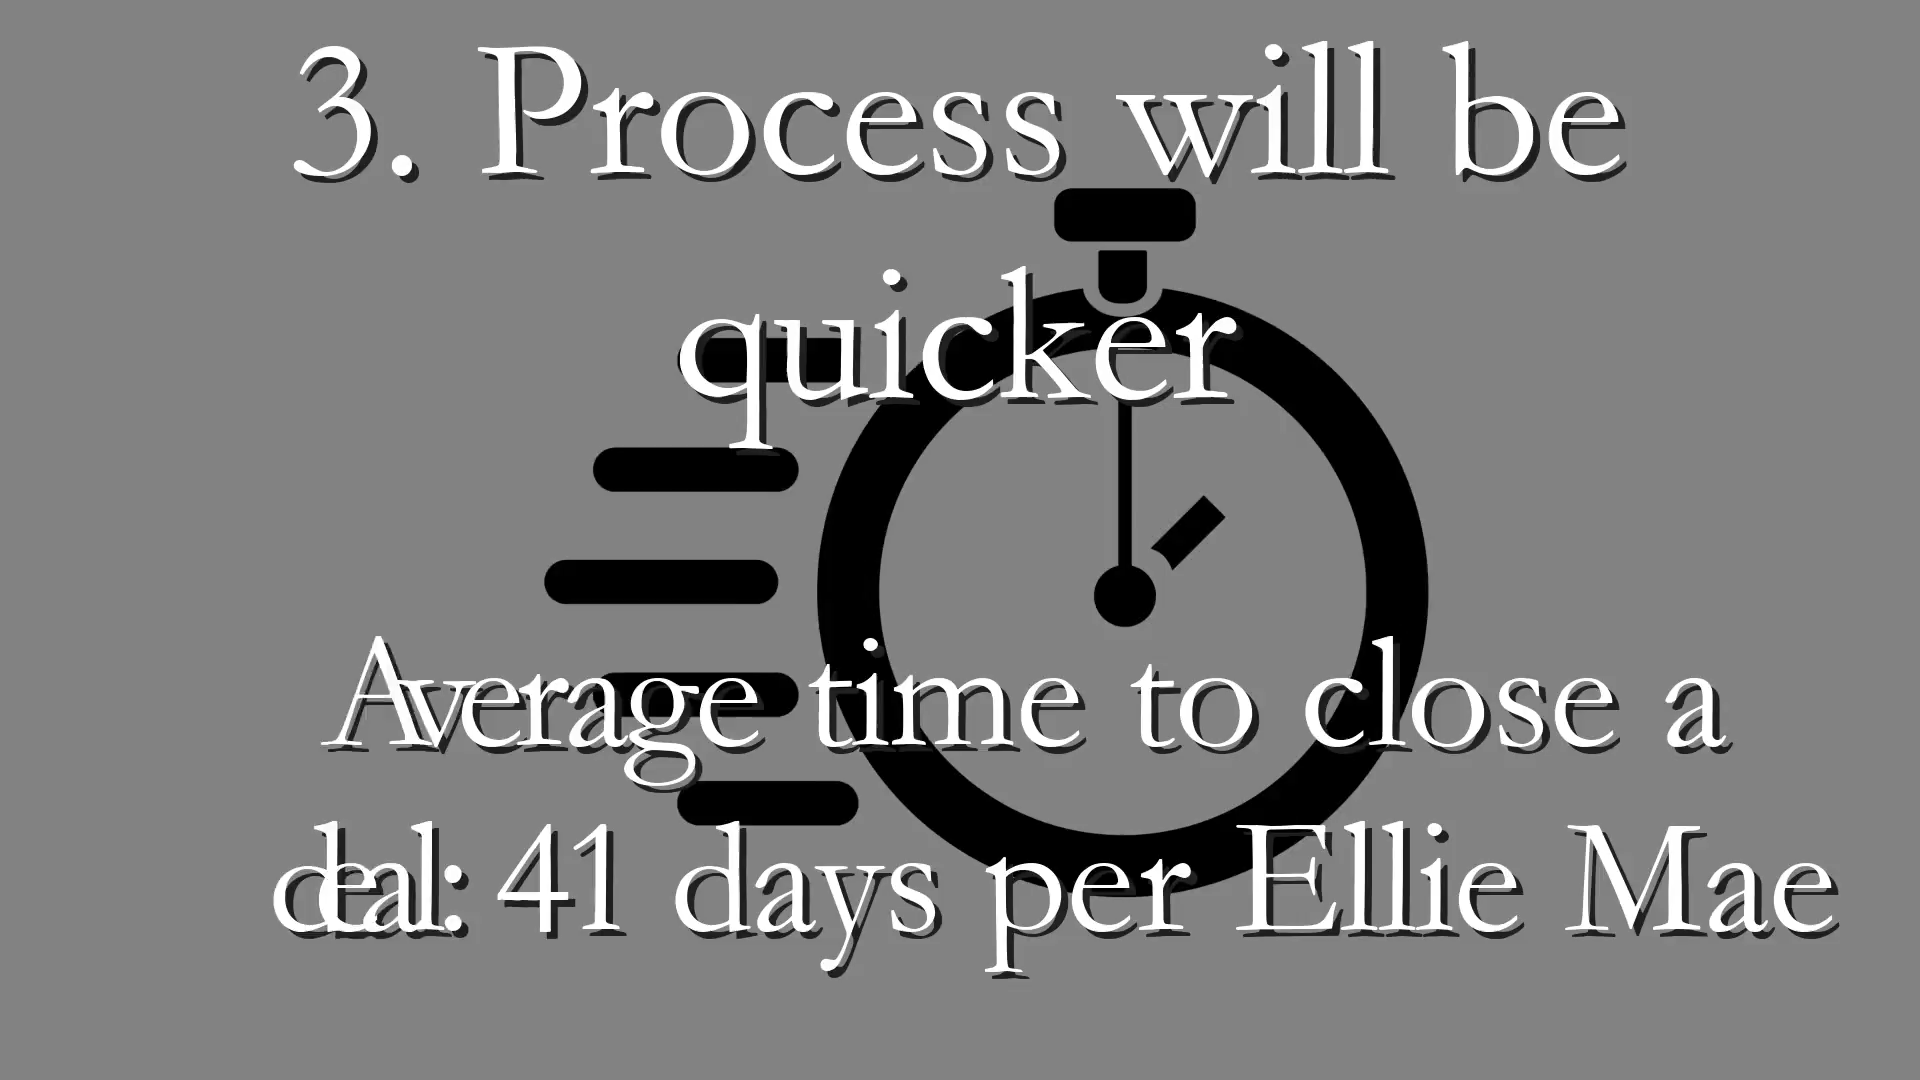 3. Process will be
quicker
Average time to close a
deal: 41 days per Ellie Mae